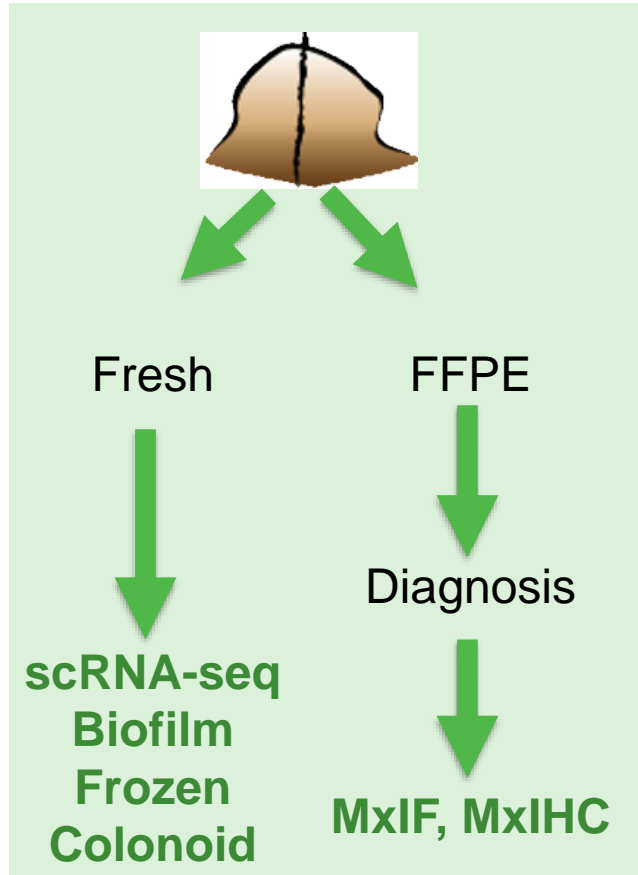 Fresh
FFPE
Diagnosis
scRNA-seq
Biofilm
Frozen
Colonoid
MxIF, MxIHC